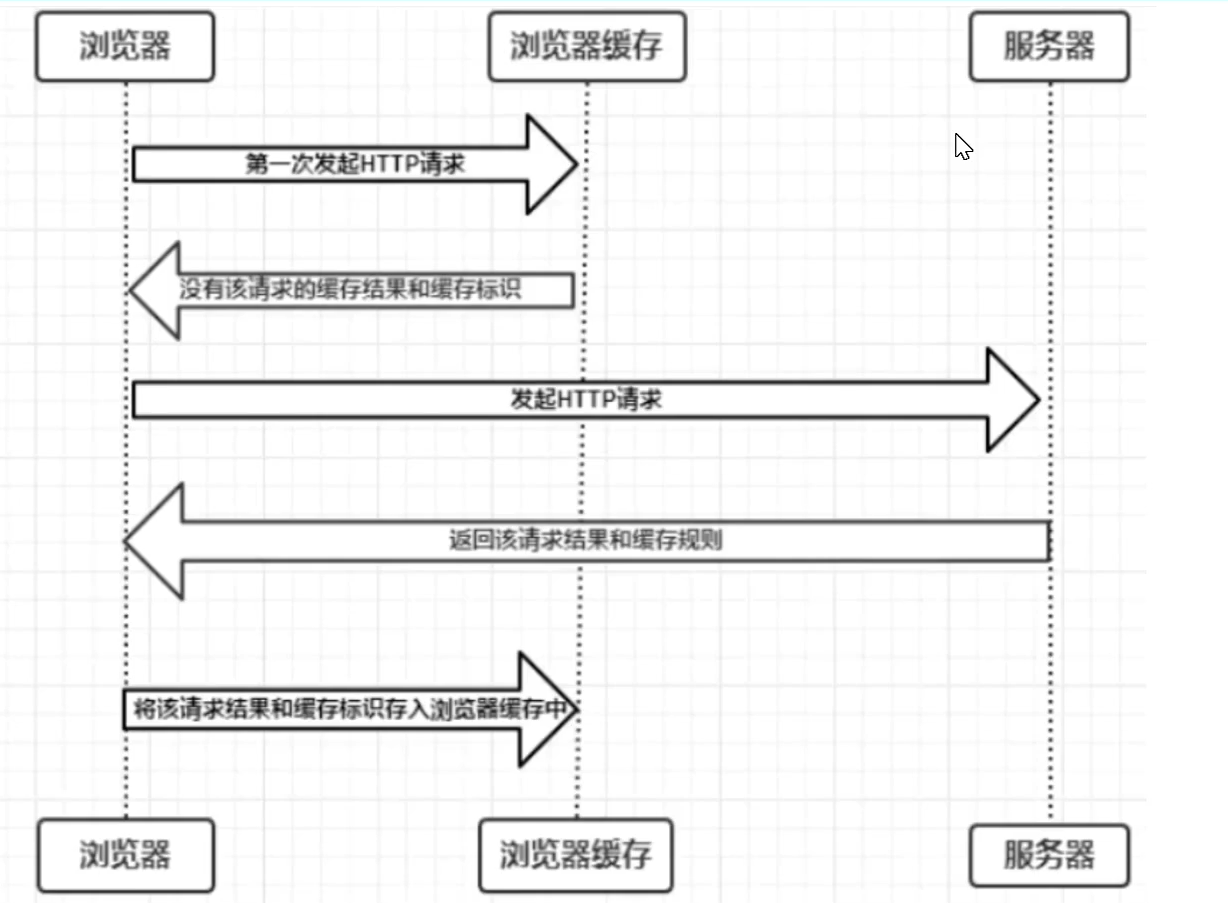 浏览器
浏览器缓存
服务器
第一次发起HTTP请求
没有该请求的缓存结果和缓存标识
发起HTTP请求
返回该请求结果和缓存规则
将该请求结果和缓存标识存入浏览器缓存中
浏览器
浏览器缓存
服务器